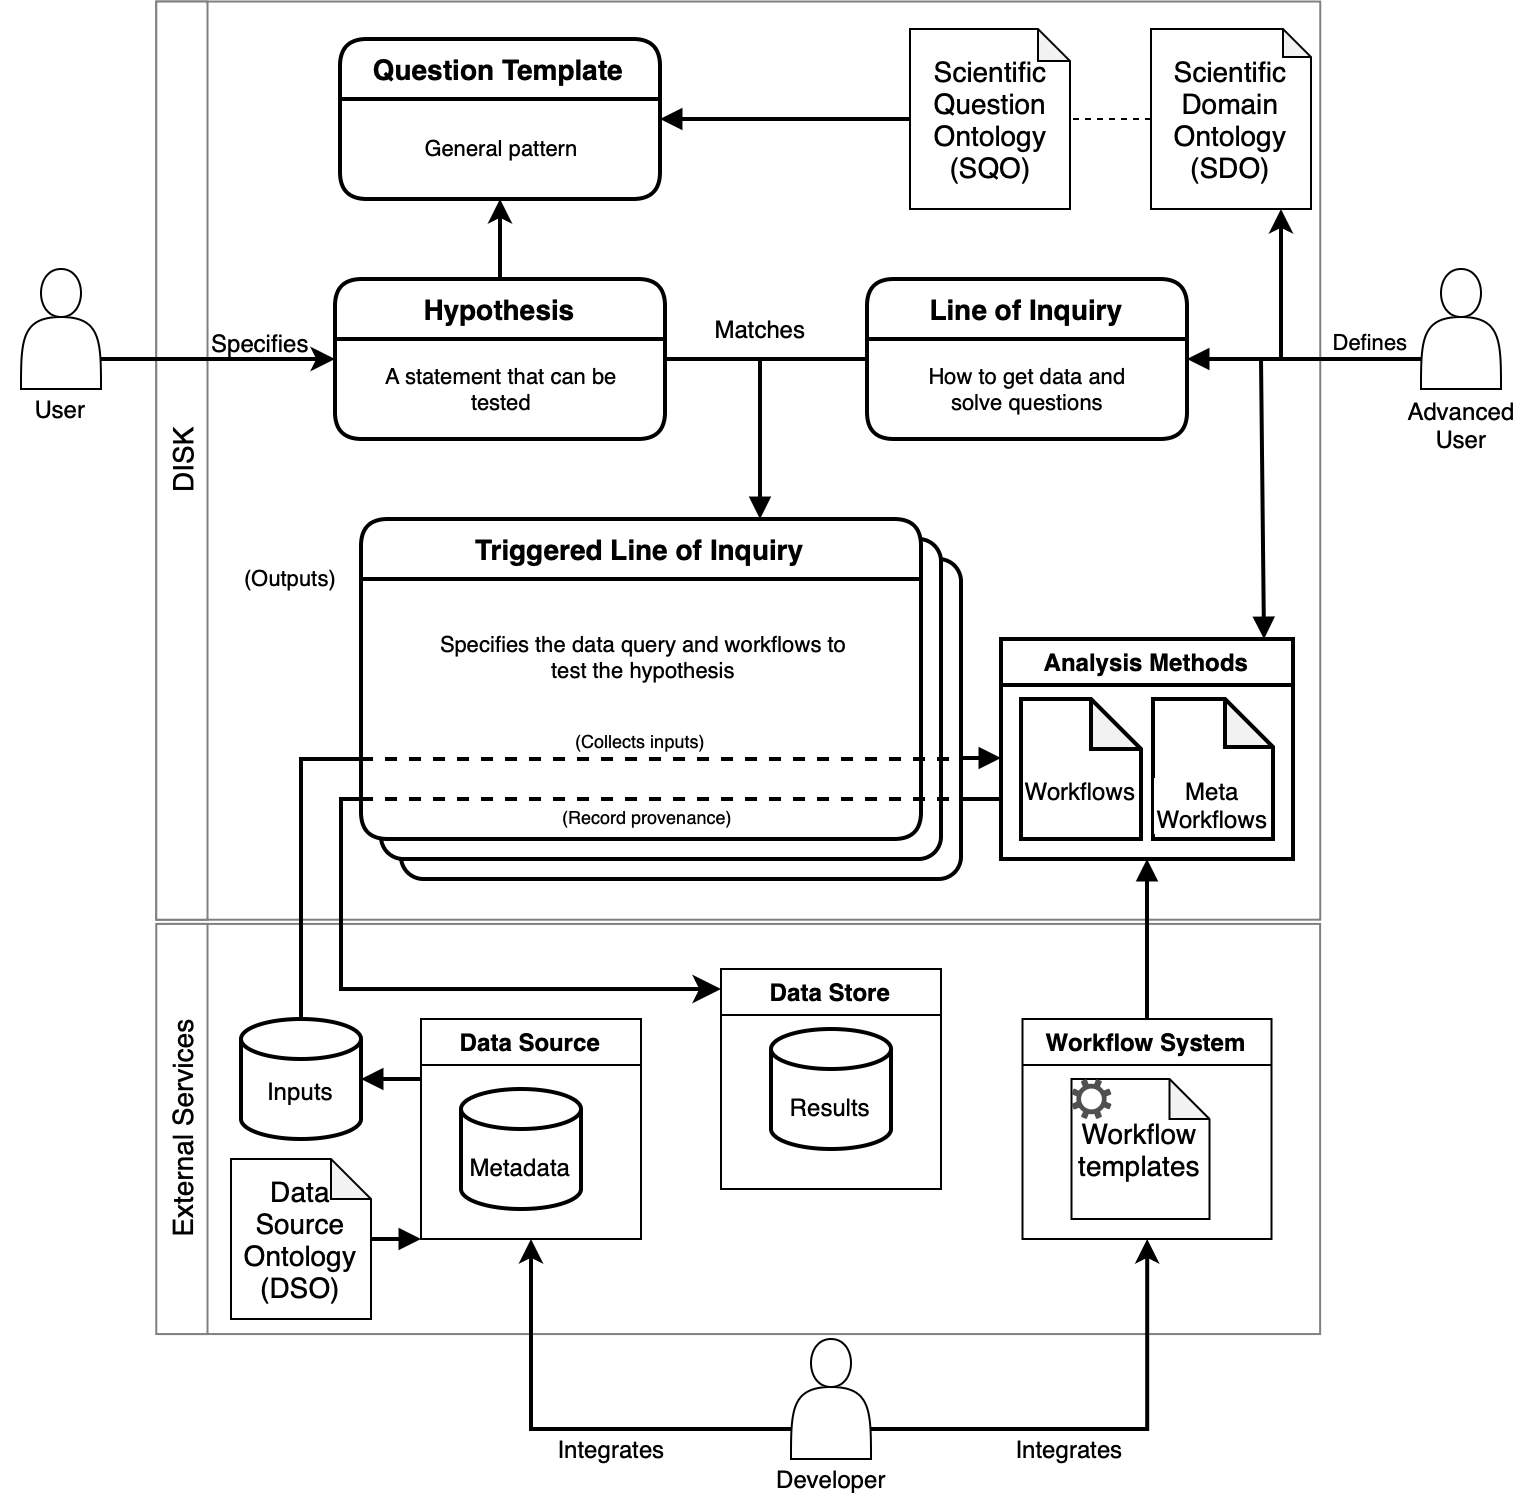 Question Template
General pattern
Scientific
Question
Ontology
(SQO)
Scientific
Domain
Ontology
(SDO)
User
Specifies
Hypothesis
A statement that can be
tested
Matches
Line of Inquiry
How to get data and
solve questions
Defines
Advanced
User
DISK
(Outputs)
Triggered Line of Inquiry
Specifies the data query and workflows to
test the hypothesis
(Collects inputs)
(Record provenance)
Analysis Methods
Workflows
Meta
Workflows
External Services
Inputs
Data
Source
Ontology
(DSO)
Data Source
Metadata
Data Store
Results
Workflow System
Workflow
templates
Integrates
Integrates
Developer